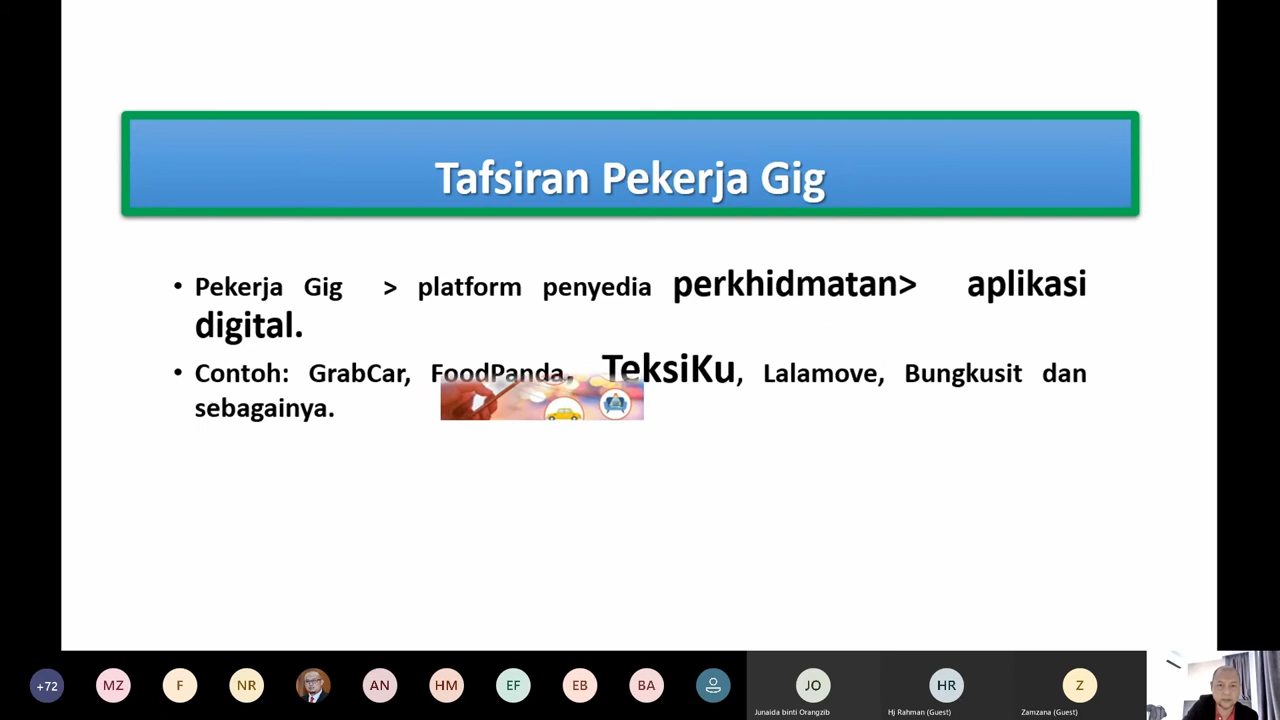 Tafsiran Pekerja Gig
• Pekerja Gig > platform penyedia perkhidmatan> aplikasi
digital.
• Contoh: GrabCar, FoodPanda, TeksiKu, Lalamove, Bungkusit dan
sebagainya.
+72
MZ
F
NR
AN
HM
EF
EB
BA
JO
HR
Z
Junaida binti Orangzib
Hj Rahman (Guest)
Zamzana (Guest)